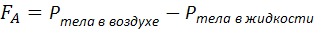 F_A = P_тела в воздухе − P_тела в жидкости